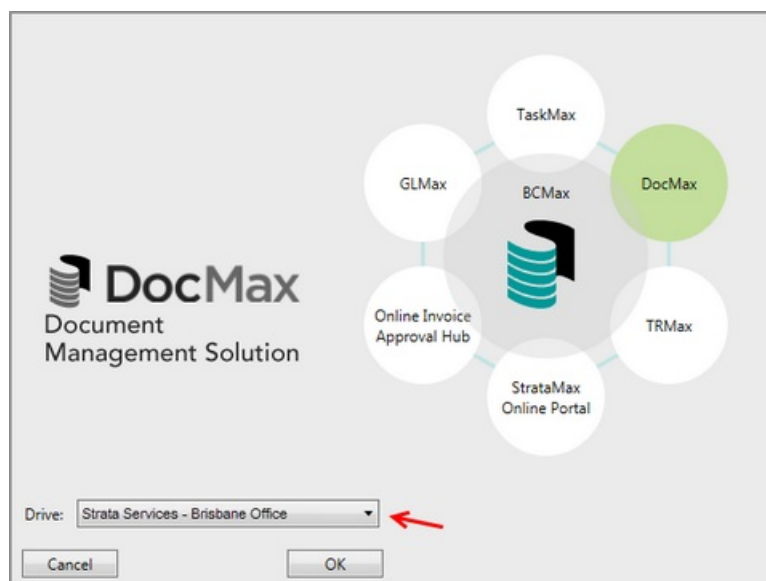 TaskMax
GLMax
BCMax
DocMax
DocMax
Document
Management Solution
Online Invoice
Approval Hub
TRMax
StrataMax
Online Portal
Drive: Strata Services - Brisbane Office
Cancel OK